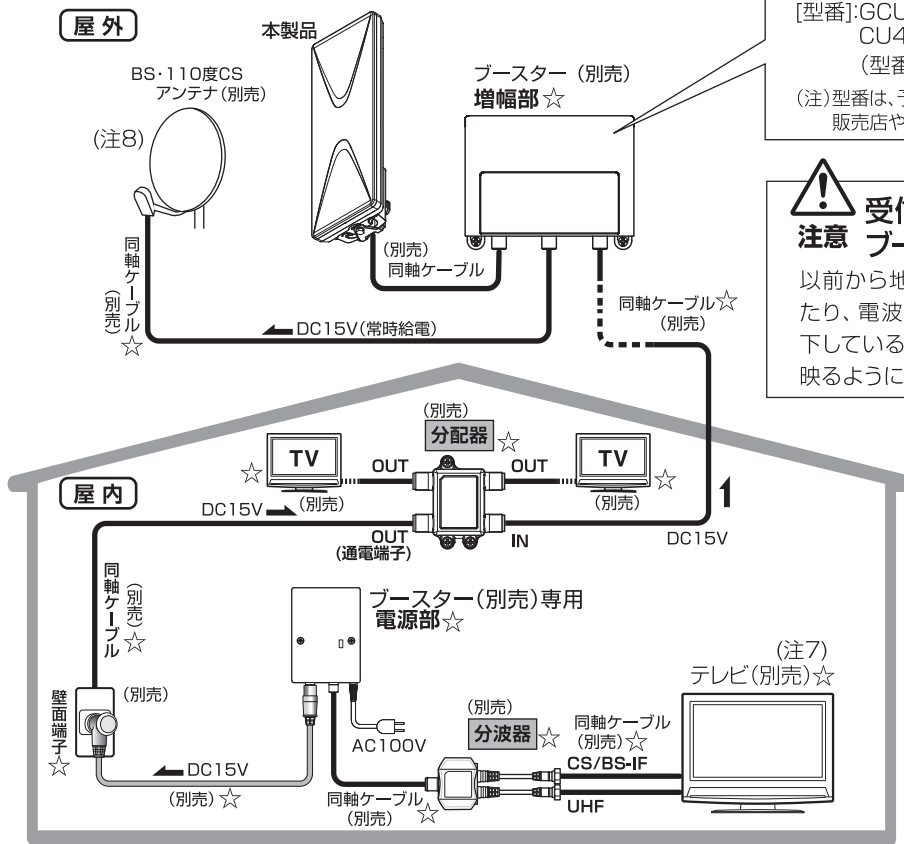 屋外
本製品
BS・110度CS
アンテナ(別売)
(注8)
ブースター (別売)
増幅部☆
[型番]:GCU
CU4
(型番
(注)型番は、予
販売店や
注意
受信
ブー
以前から地
たり、電波
下している
映るように
同軸ケーブル
(別売)
☆
(別売)
同軸ケーブル
同軸ケーブル☆
(別売)
DC15V(常時給電)
屋内
(別売)
分配器
☆
TV
☆
(別売)
OUT
OUT
TV
☆
(別売)
DC15V
OUT
(通電端子)
IN
DC15V
同軸ケーブル
(別売)
☆
ブースター(別売)専用
電源部☆
(注7)
テレビ(別売)☆
壁面端子
☆
(別売)
AC100V
(別売)
分波器
☆
同軸ケーブル
(別売)☆
CS/BS-IF
UHF
DC15V
(別売)☆
同軸ケーブル
(別売)
☆